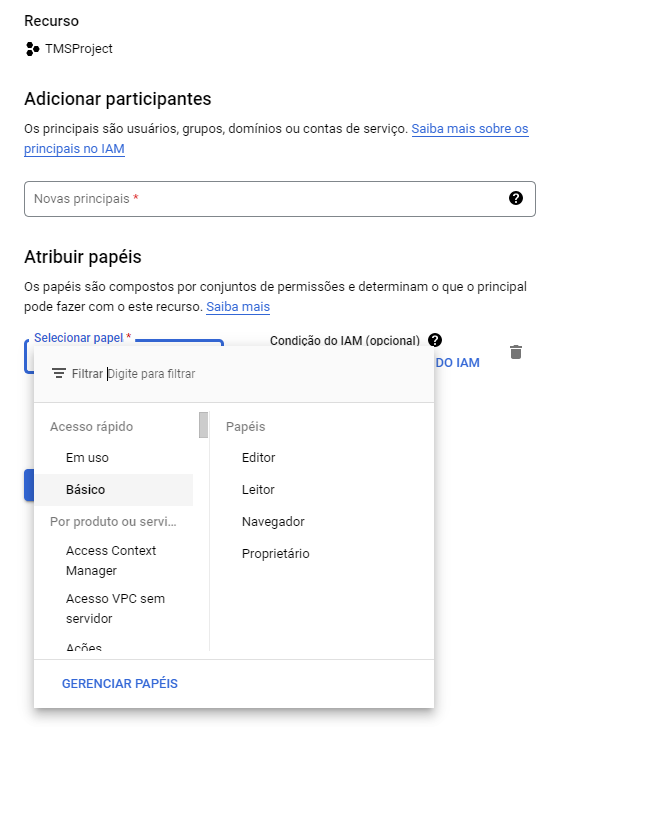 Recurso
TMSProject
Adicionar participantes
Os principais são usuários, grupos, domínios ou contas de serviço. Saiba mais sobre os
principais no IAM
Novas principais *
Atribuir papéis
Os papéis são compostos por conjuntos de permissões e determinam o que o principal
pode fazer com o este recurso. Saiba mais
Selecionar papel *
Condição do IAM (opcional)
DO IAM
Filtrar Digite para filtrar
Acesso rápido
Em uso
Básico
Por produto ou servi...
Access Context
Manager
Acesso VPC sem
servidor
Ações
Papéis
Editor
Leitor
Navegador
Proprietário
GERENCIAR PAPÉIS